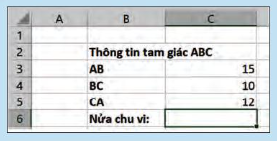 A B C
1
2 Thông tin tam giác ABC
3 AB 15
4 BC 10
5 CA 12
6 Nửa chu vi: